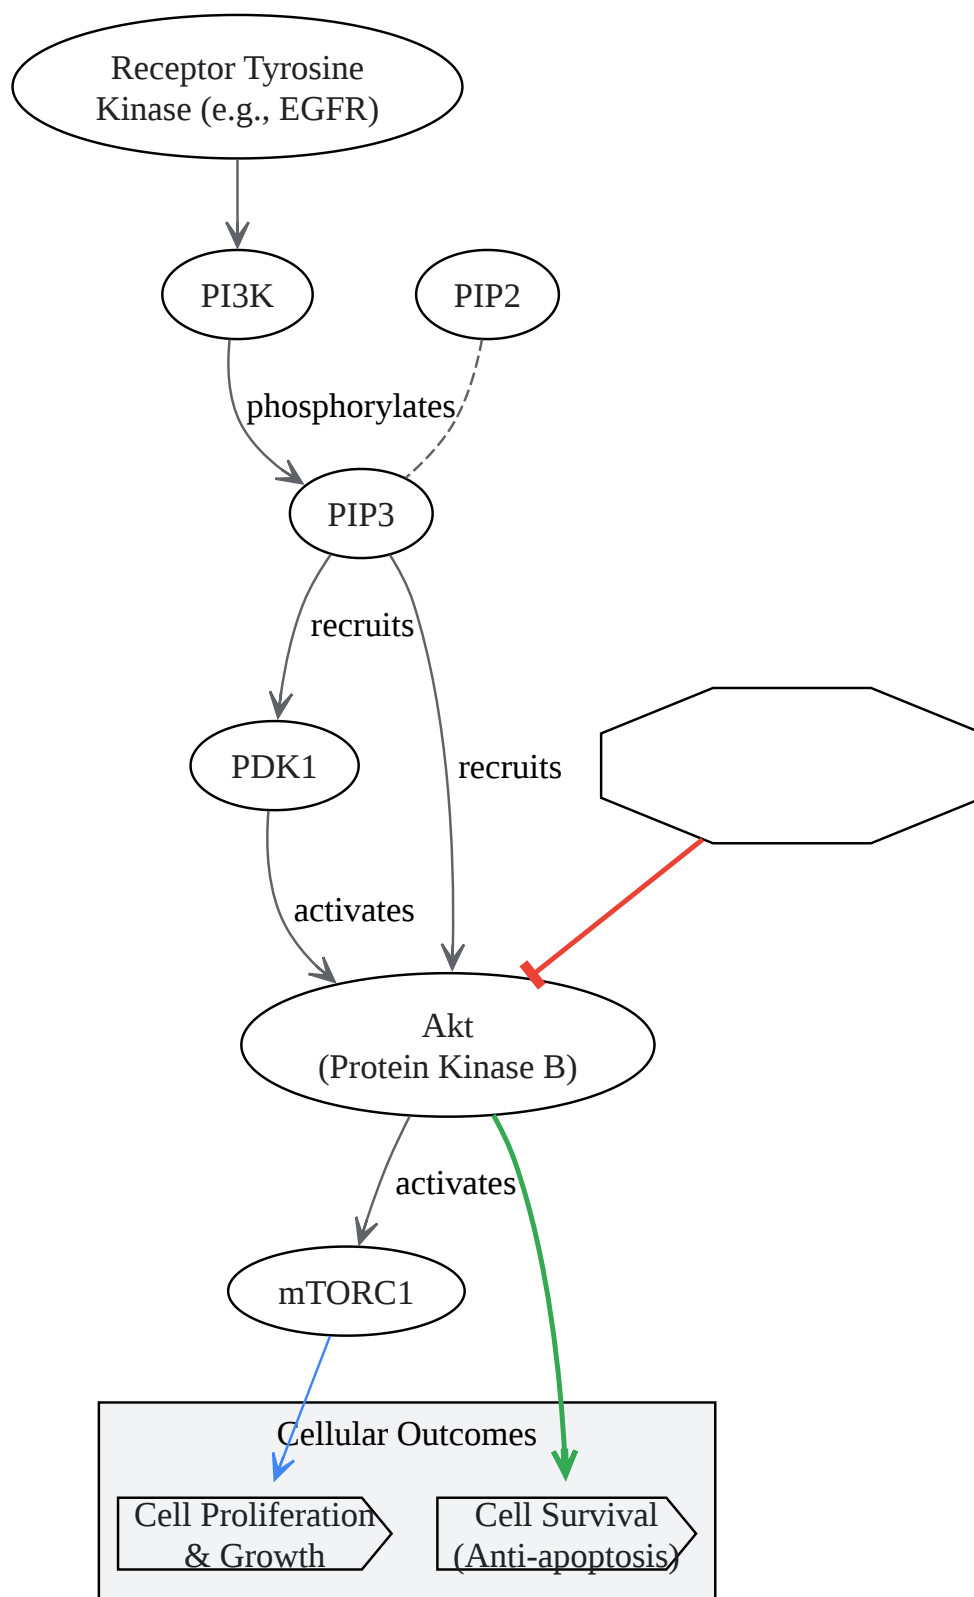 Receptor Tyrosine
Kinase (e.g., EGFR)
PI3K
PIP2
phosphorylates
PIP3
recruits
PDK1
recruits
activates
Akt
(Protein Kinase B)
activates
mTORC1
Cellular Outcomes
Cell Proliferation
& Growth
Cell Survival
(Anti-apoptosis)